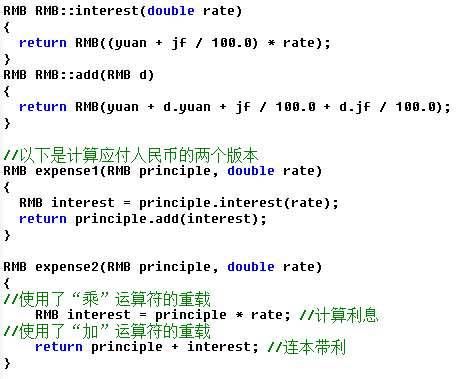 RMB RMB::interest(double rate)
{
  return RMB((yuan + jf / 100.0) * rate);
}
RMB RMB::add(RMB d)
{
  return RMB(yuan + d.yuan + jf / 100.0 + d.jf / 100.0);
}

//以下是计算应付人民币的两个版本
RMB expense1(RMB principle, double rate)
{
  RMB interest = principle.interest(rate);
  return principle.add(interest);
}

RMB expense2(RMB principle, double rate)
{
//使用了“乘”运算符的重载
    RMB interest = principle * rate; //计算利息
//使用了“加”运算符的重载
    return principle + interest; //连本带利
}